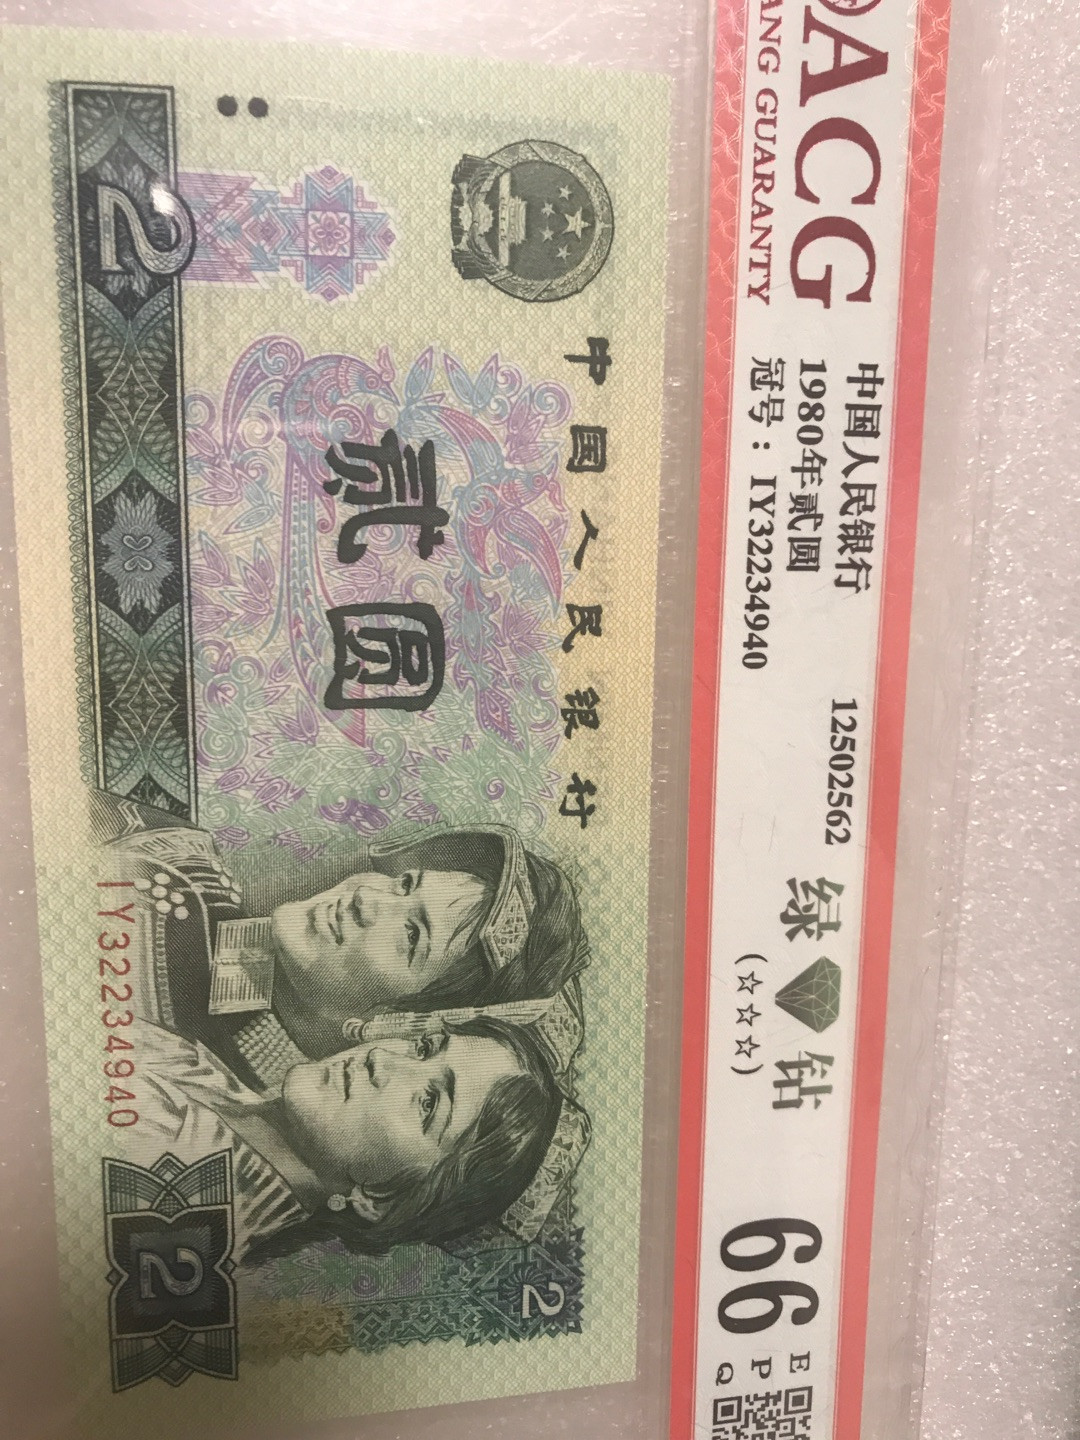 ACG
ANG GUARANTY
中国人民银行
1980年贰圆
冠号：IY32234940
12502562
绿钻
(☆☆☆)
66
E
P
Q
中国人民银行
贰圆
2
IY32234940
2
2